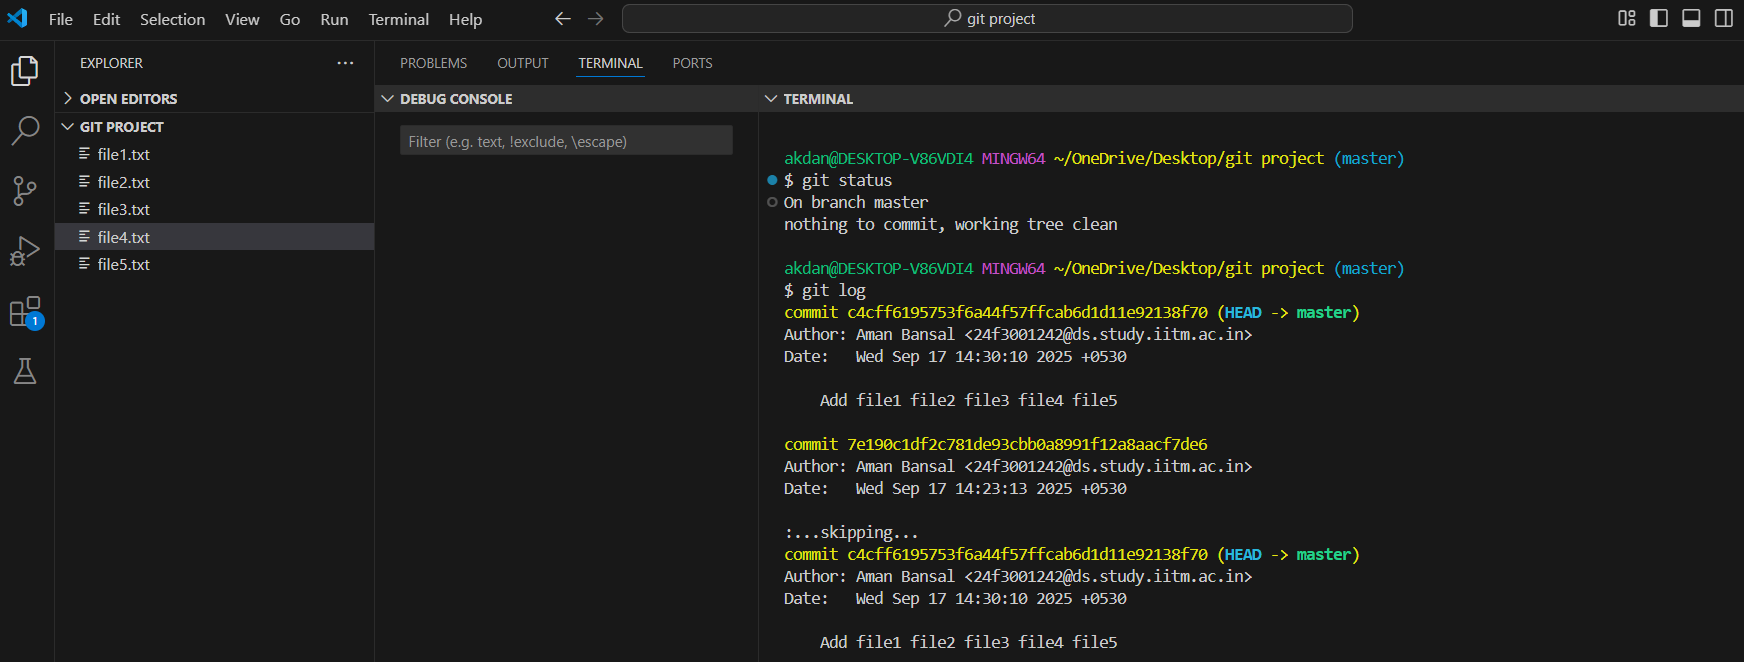 File Edit Selection View Go Run Terminal Help
git project
EXPLORER
OPEN EDITORS
GIT PROJECT
file1.txt
file2.txt
file3.txt
file4.txt
file5.txt
1
PROBLEMS OUTPUT TERMINAL PORTS
DEBUG CONSOLE
Filter (e.g. text, !exclude, \escape)
TERMINAL
akdan@DESKTOP-V86VDI4 MINGW64 ~/OneDrive/Desktop/git project (master)
$ git status
On branch master
nothing to commit, working tree clean
akdan@DESKTOP-V86VDI4 MINGW64 ~/OneDrive/Desktop/git project (master)
$ git log
commit c4cff6195753f6a44f57ffcab6d1d11e92138f70 (HEAD -> master)
Author: Aman Bansal <24f3001242@ds.study.iitm.ac.in>
Date:   Wed Sep 17 14:30:10 2025 +0530
Add file1 file2 file3 file4 file5
commit 7e190c1df2c781de93cbb0a8991f12a8aacf7de6
Author: Aman Bansal <24f3001242@ds.study.iitm.ac.in>
Date:   Wed Sep 17 14:23:13 2025 +0530
:...skipping...
commit c4cff6195753f6a44f57ffcab6d1d11e92138f70 (HEAD -> master)
Author: Aman Bansal <24f3001242@ds.study.iitm.ac.in>
Date:   Wed Sep 17 14:30:10 2025 +0530
Add file1 file2 file3 file4 file5